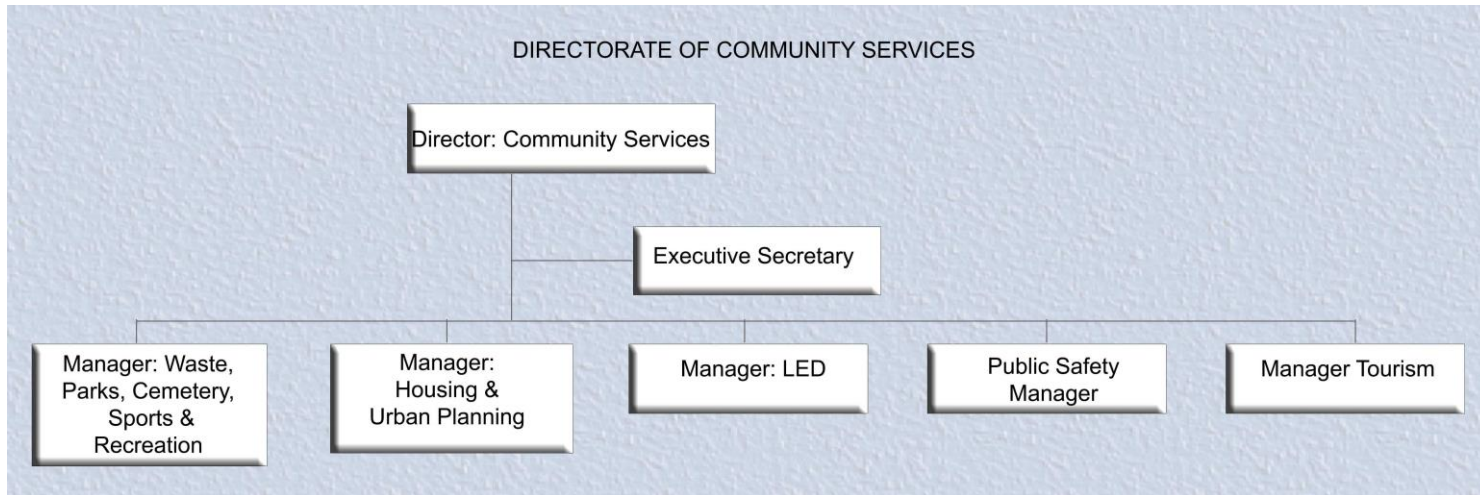 DIRECTORATE OF COMMUNITY SERVICES
Director: Community Services
Executive Secretary
Manager: Waste,
Parks, Cemetery,
Sports &
Recreation
Manager:
Housing &
Urban Planning
Manager: LED
Public Safety
Manager
Manager Tourism